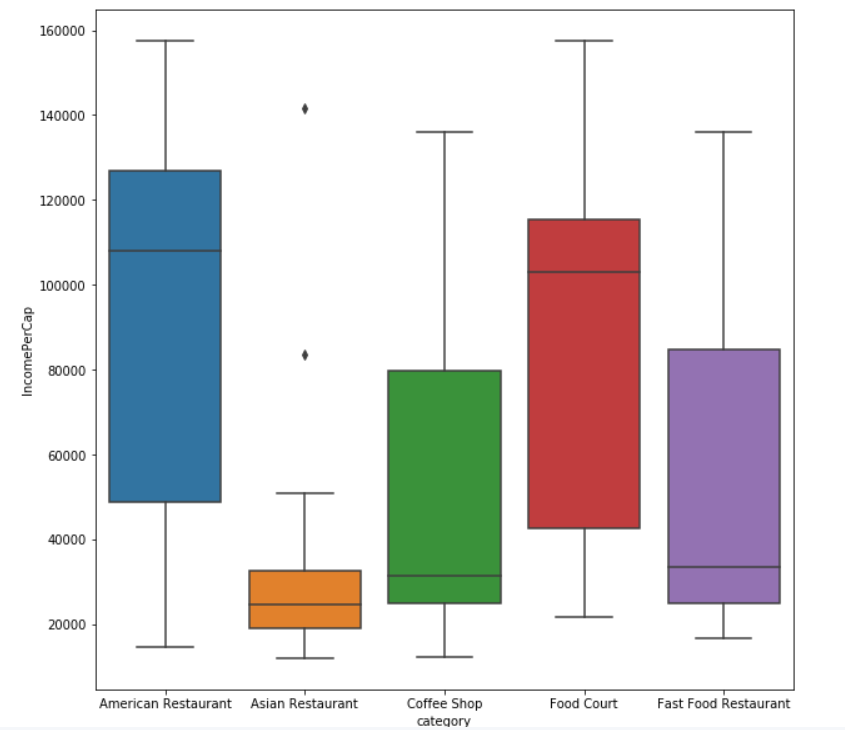 160000
140000
120000
100000
80000
60000
40000
20000
IncomePerCap
American Restaurant Asian Restaurant Coffee Shop Food Court Fast Food Restaurant
category